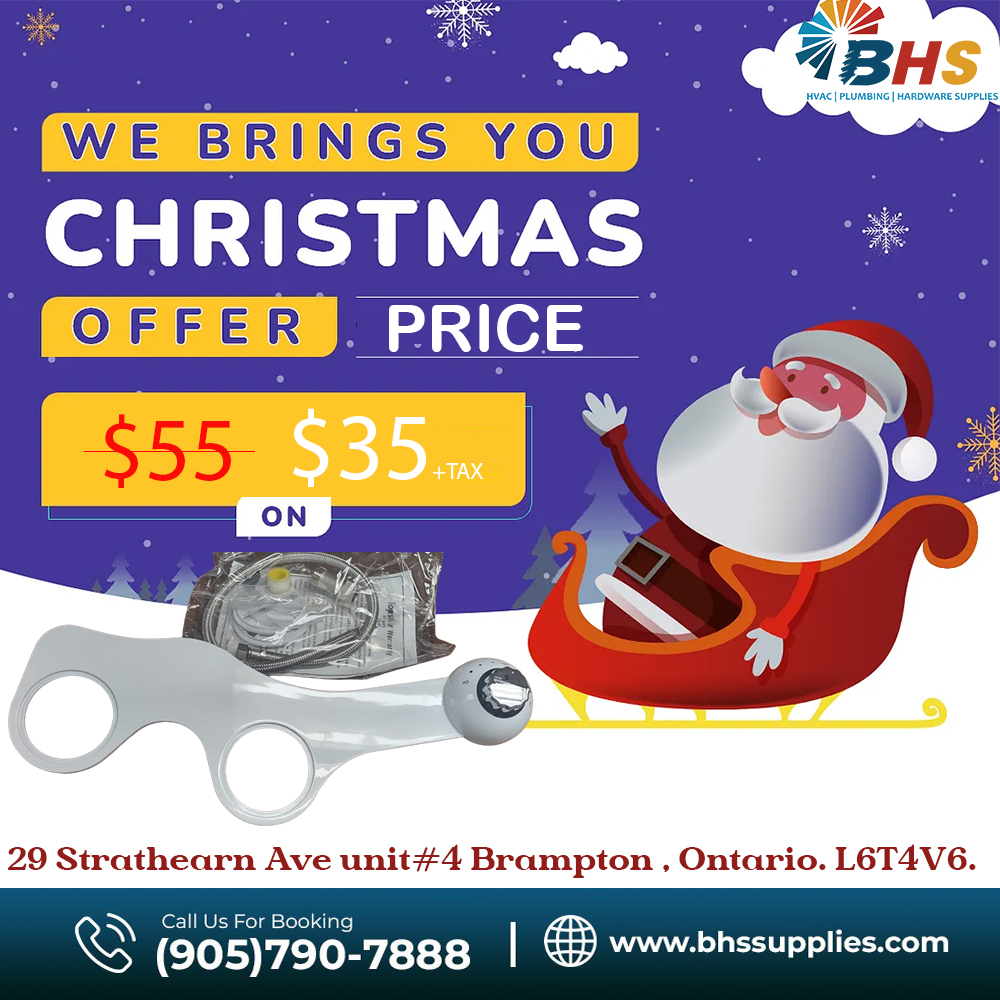 BHS
HVAC | PLUMBING | HARDWARE SUPPLIES
WE BRINGS YOU
CHRISTMAS
OFFER PRICE
$55 $35 +TAX
ON
29 Strathearn Ave unit#4 Brampton , Ontario. L6T4V6.
Call Us For Booking
(905)790-7888
www.bhssupplies.com